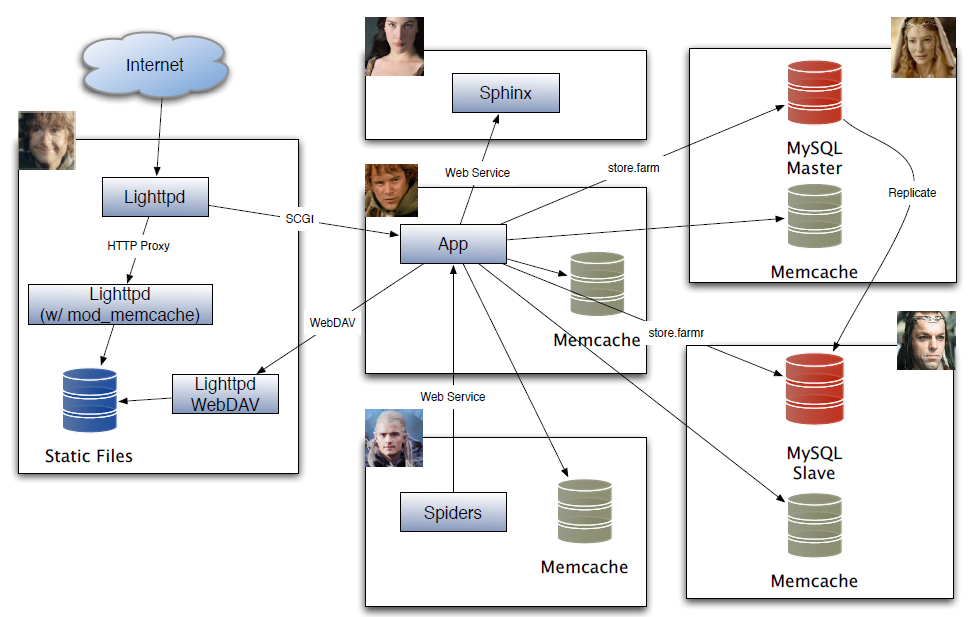 Internet
Lighttpd
HTTP Proxy
Lighttpd
(w/ mod_memcache)
Static Files
Lighttpd
WebDAV
SCGI
WebDAV
Sphinx
Web Service
App
Memcache
Web Service
Spiders
Memcache
store.farm
store.farmr
MySQL
Master
Memcache
Replicate
MySQL
Slave
Memcache